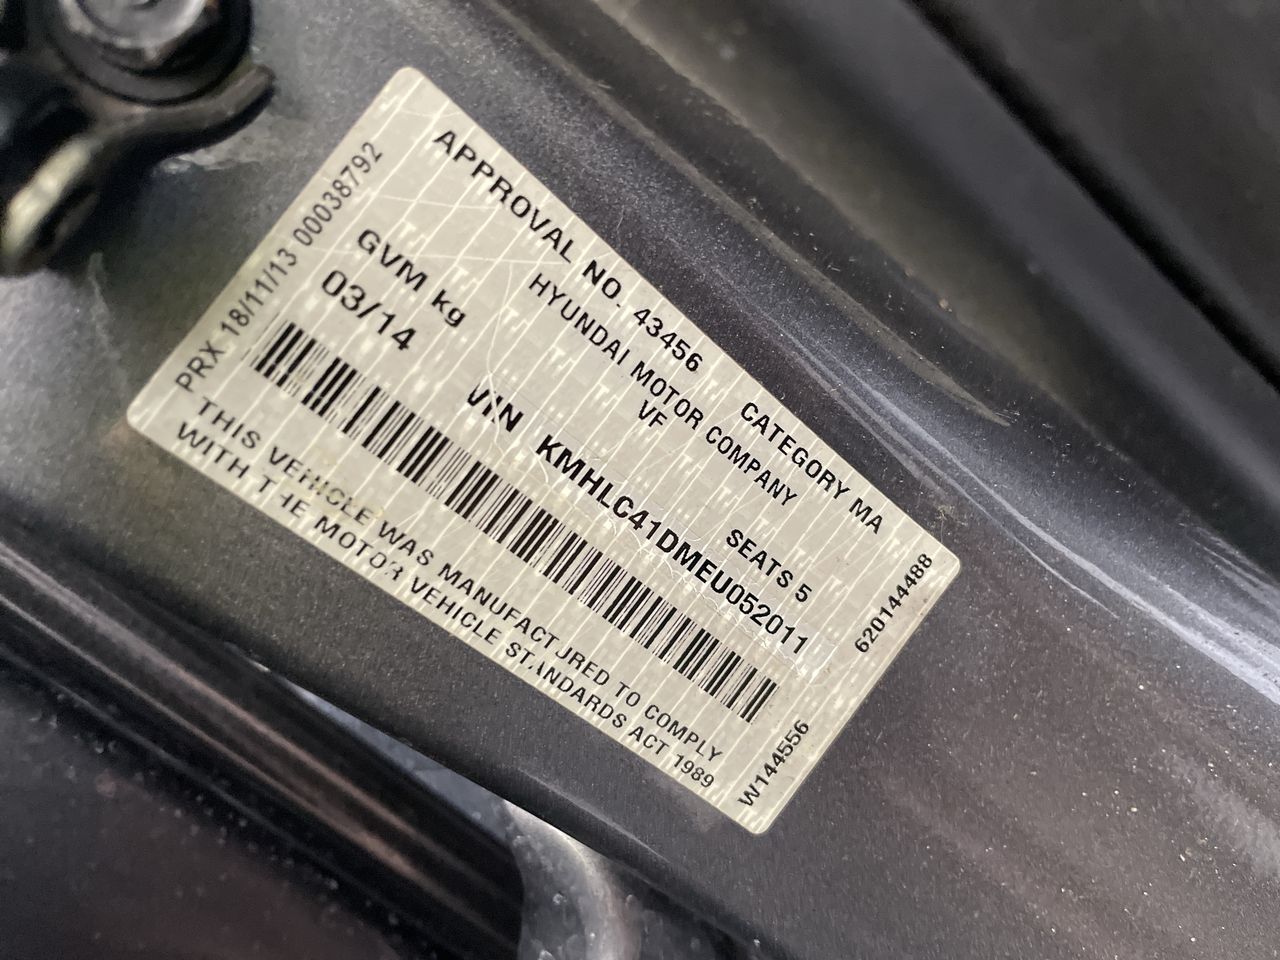 PRX 18/11/13 00038792
APPROVAL NO. 43456 CATEGORY MA
HYUNDAI MOTOR COMPANY
GVM kg VF
03/14 SEATS 5
VIN KMHLC41DMEU052011
THIS VEHICLE WAS MANUFACTURED TO COMPLY
WITH THE MOTOR VEHICLE STANDARDS ACT 1989
620144488
W144556